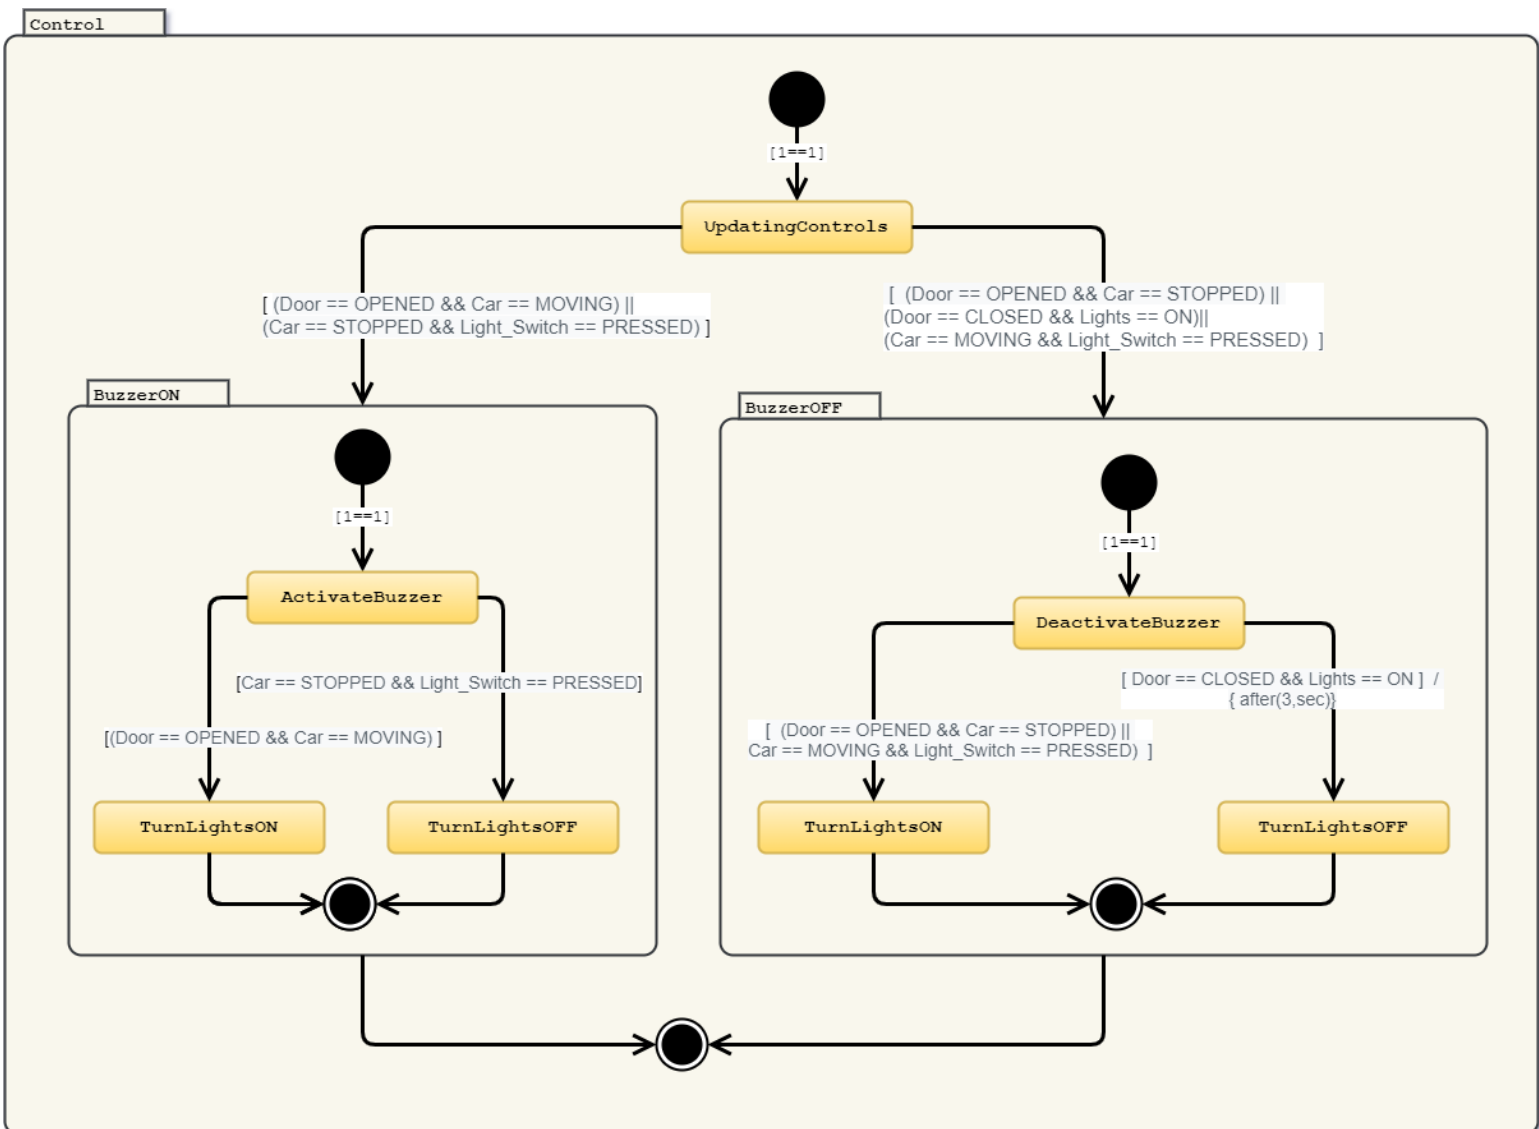 Control
[1==1]
UpdatingControls
[ (Door == OPENED && Car == MOVING) ||
(Car == STOPPED && Light_Switch == PRESSED) ]
[  (Door == OPENED && Car == STOPPED) ||
(Door == CLOSED && Lights == ON)||
(Car == MOVING && Light_Switch == PRESSED)  ]
BuzzerON
[1==1]
ActivateBuzzer
[Car == STOPPED && Light_Switch == PRESSED]
[(Door == OPENED && Car == MOVING) ]
TurnLightsON
TurnLightsOFF
BuzzerOFF
[1==1]
DeactivateBuzzer
[ Door == CLOSED && Lights == ON ]  /
{ after(3,sec)}
[  (Door == OPENED && Car == STOPPED) ||
Car == MOVING && Light_Switch == PRESSED)  ]
TurnLightsON
TurnLightsOFF